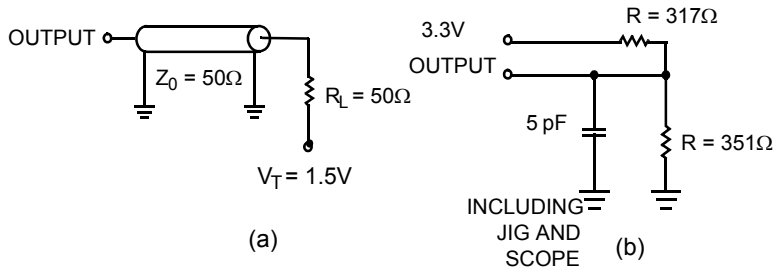 OUTPUT
Z0 = 50Ω
RL = 50Ω
VT = 1.5V
(a)
R = 317Ω
3.3V
OUTPUT
5 pF
R = 351Ω
INCLUDING
JIG AND
SCOPE
(b)